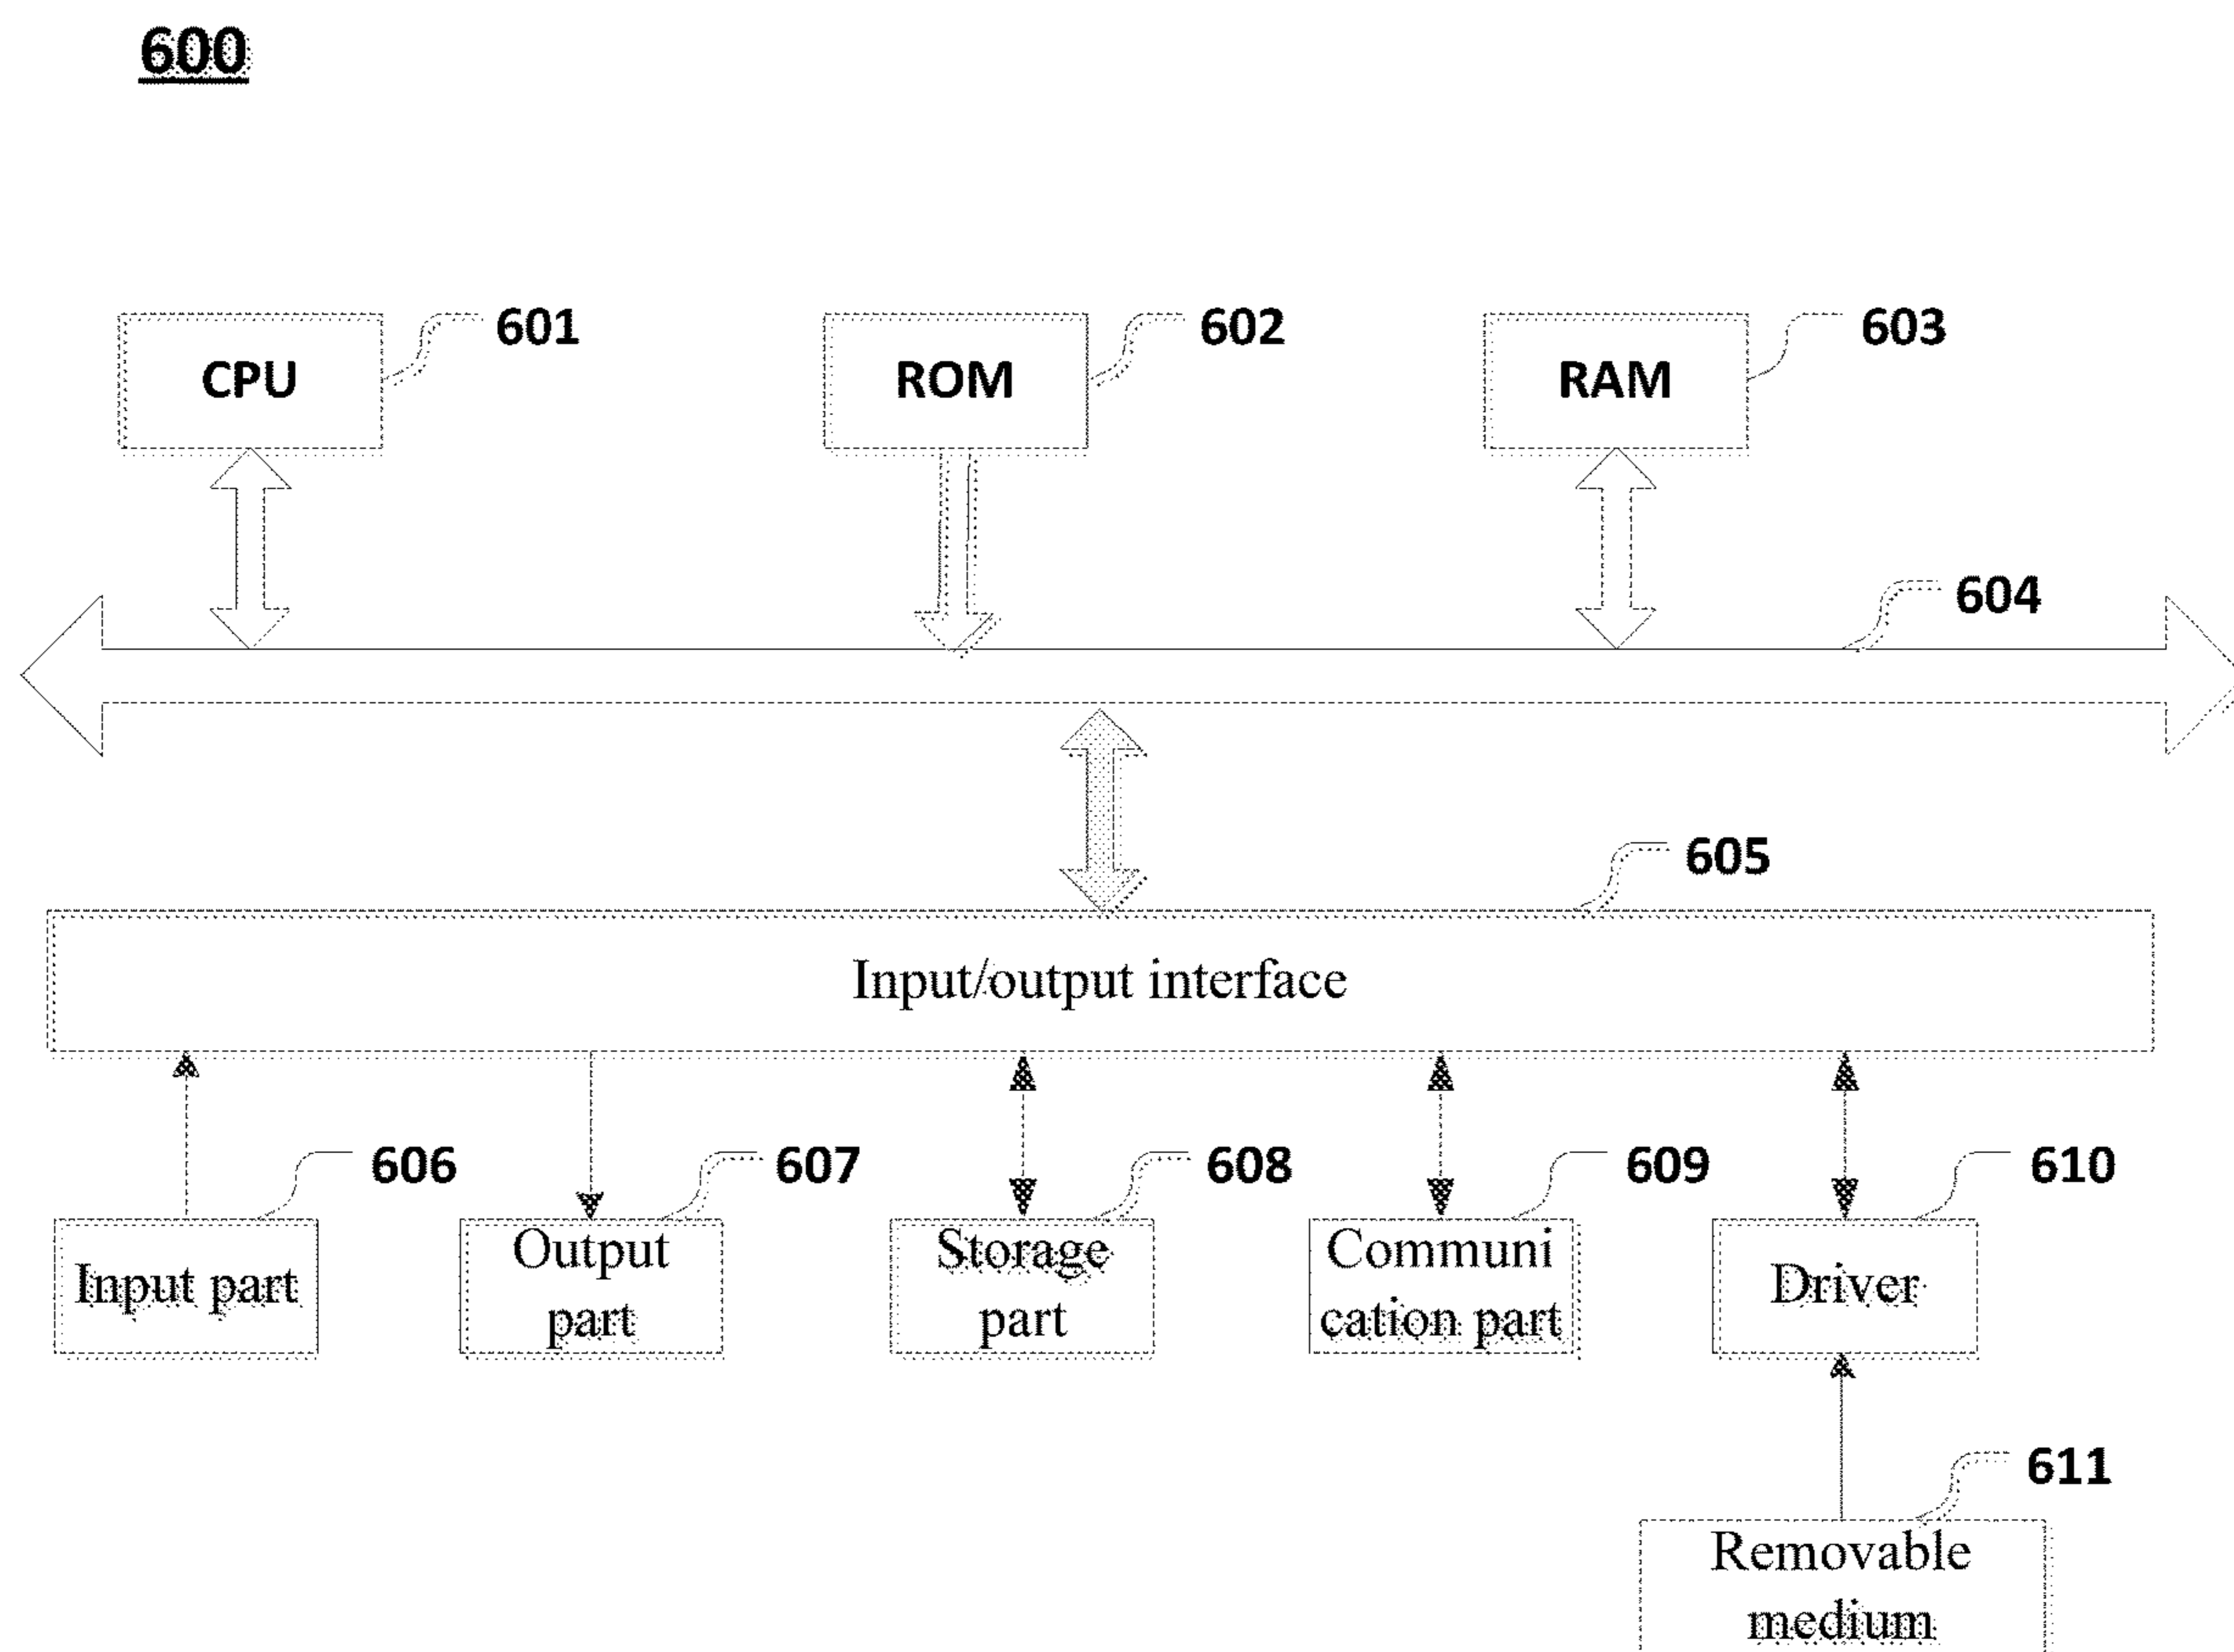 600
601
602
603
CPU
ROM
RAM
604
605
Input/output interface
606
607
608
609
610
Input part
Output
part
Storage
part
Communi
cation part
Driver
611
Removable
medium